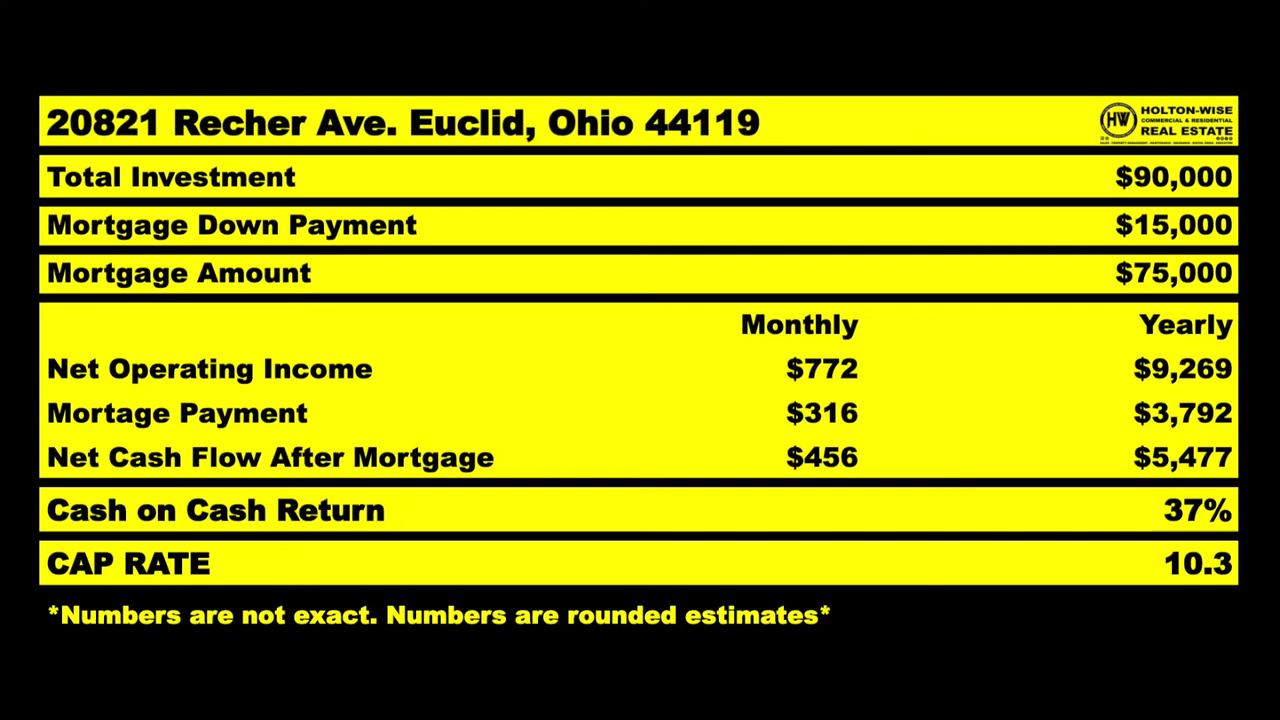 20821 Recher Ave. Euclid, Ohio 44119
HW
HOLTON-WISE
COMMERCIAL & RESIDENTIAL
REAL ESTATE
Total Investment $90,000
Mortgage Down Payment $15,000
Mortgage Amount $75,000
Monthly Yearly
Net Operating Income $772 $9,269
Mortage Payment $316 $3,792
Net Cash Flow After Mortgage $456 $5,477
Cash on Cash Return 37%
CAP RATE 10.3
*Numbers are not exact. Numbers are rounded estimates*